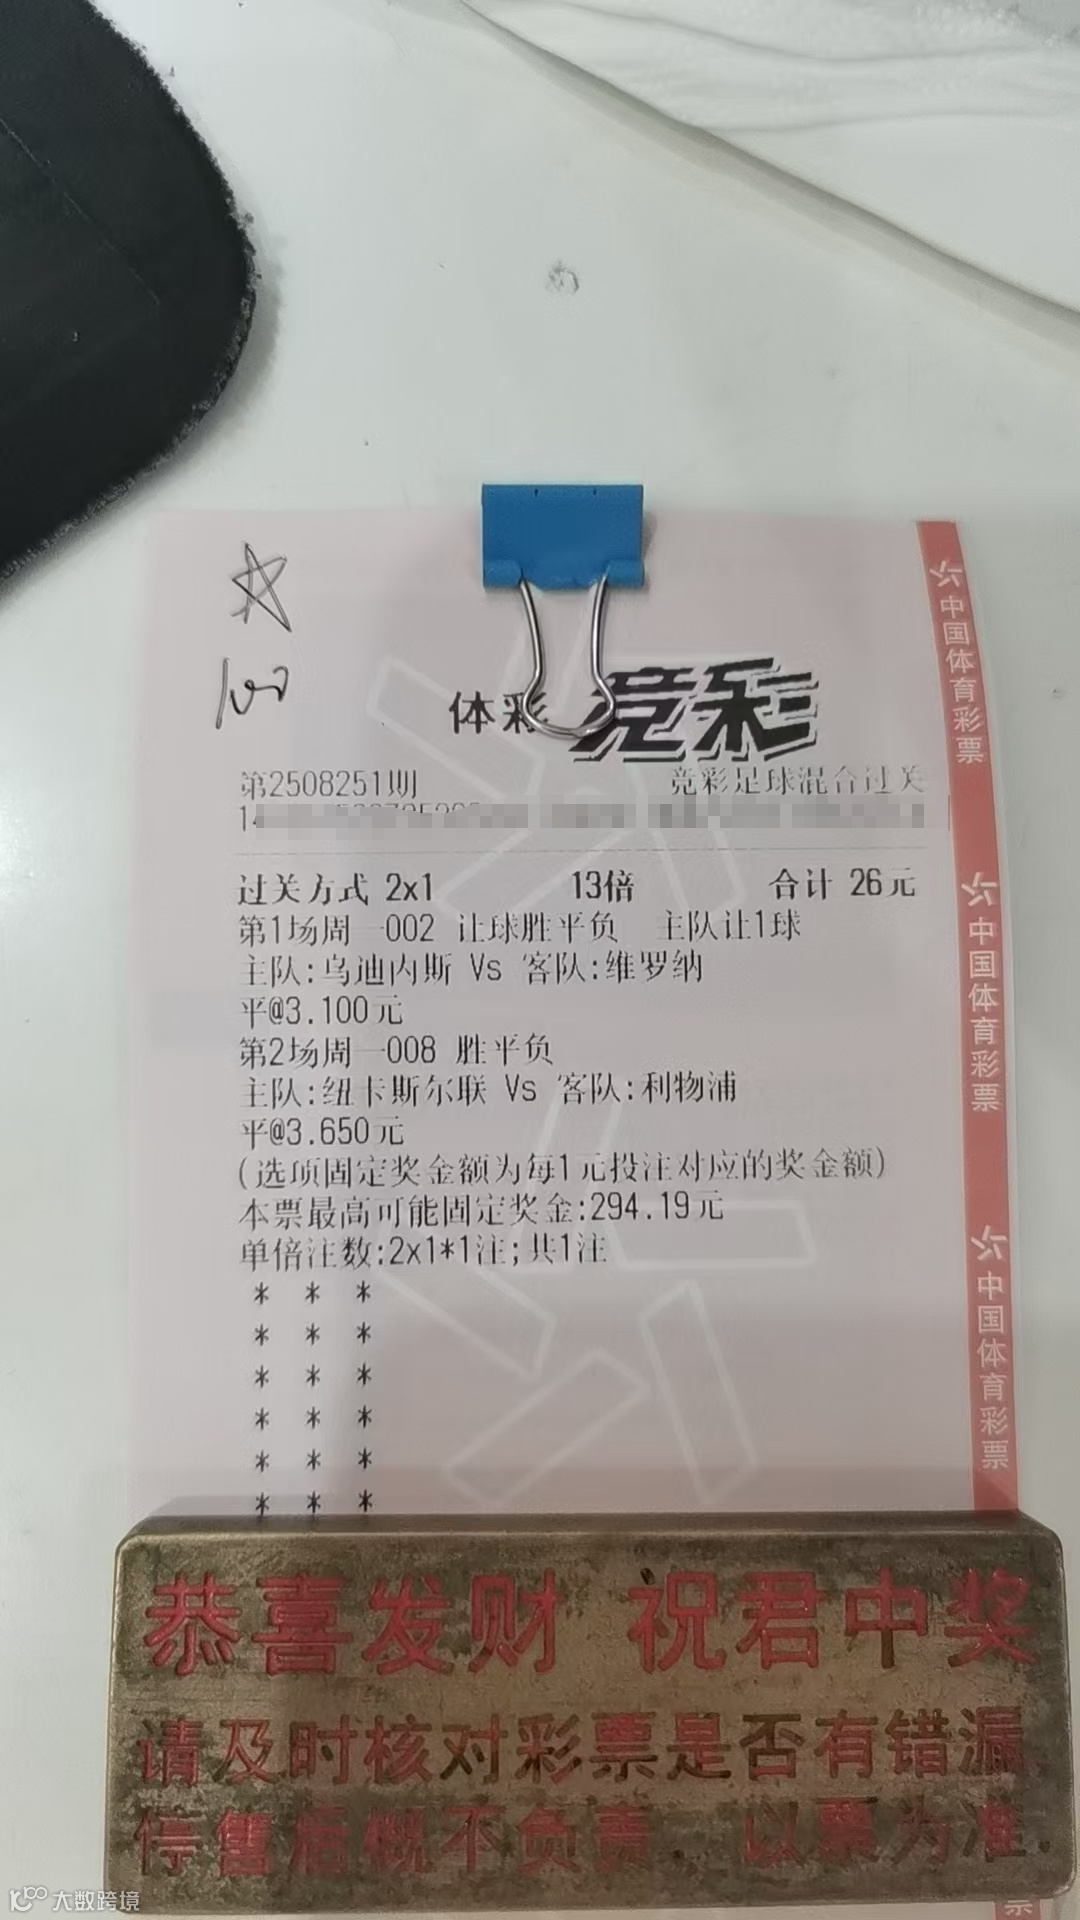 100
体彩 竞彩
第2508251期 竞彩足球混合过关
过关方式 2x1 13倍 合计 26元
第1场周一002 让球胜平负 主队让1球
主队:乌迪内斯 Vs 客队:维罗纳
平@3.100元
第2场周一008 胜平负
主队:纽卡斯尔联 Vs 客队:利物浦
平@3.650元
(选项固定奖金额为每1元投注对应的奖金额)
本票最高可能固定奖金:294.19元
单倍注数:2x1*1注;共1注
* * *
* * *
* * *
* * *
* * *
* * *
中国体育彩票
中国体育彩票
中国体育彩票
恭喜发财 祝君中奖
请及时核对彩票是否有错漏,
停售后概不负责. 以票为准.
大数跨境